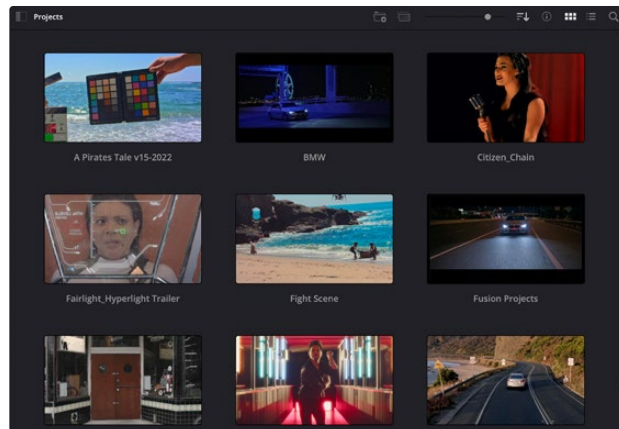 Projects
A Pirates Tale v15-2022
BMW
Citizen_Chain
Fairlight_Hyperlight Trailer
Fight Scene
Fusion Projects